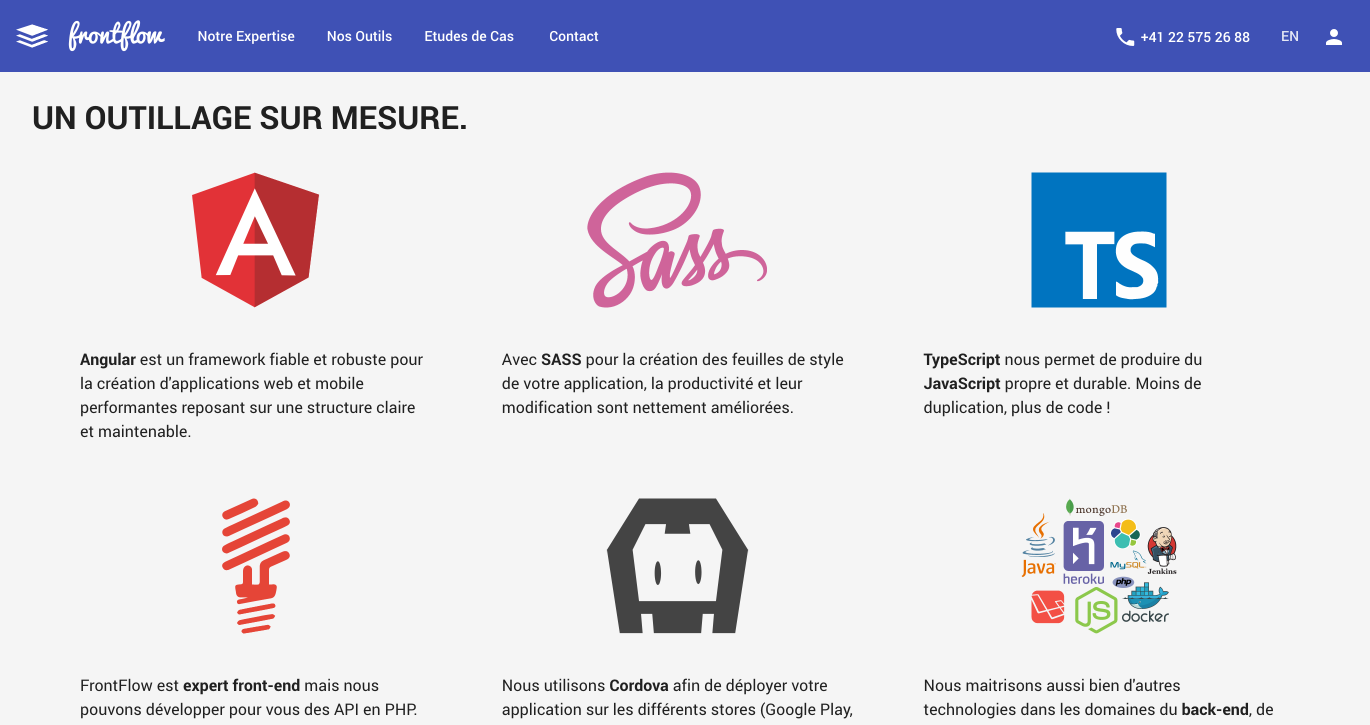 frontflow
Notre Expertise
Nos Outils
Etudes de Cas
Contact
+41 22 575 26 88
EN
UN OUTILLAGE SUR MESURE.
A
Sass
TS
Angular est un framework fiable et robuste pour
la création d'applications web et mobile
performantes reposant sur une structure claire
et maintenable.
Avec SASS pour la création des feuilles de style
de votre application, la productivité et leur
modification sont nettement améliorées.
TypeScript nous permet de produire du
JavaScript propre et durable. Moins de
duplication, plus de code !
mongoDB
Java
heroku
MySQL
Jenkins
php
JS
docker
FrontFlow est expert front-end mais nous
pouvons développer pour vous des API en PHP.
Nous utilisons Cordova afin de déployer votre
application sur les différents stores (Google Play,
Nous maitrisons aussi bien d'autres
technologies dans les domaines du back-end, de